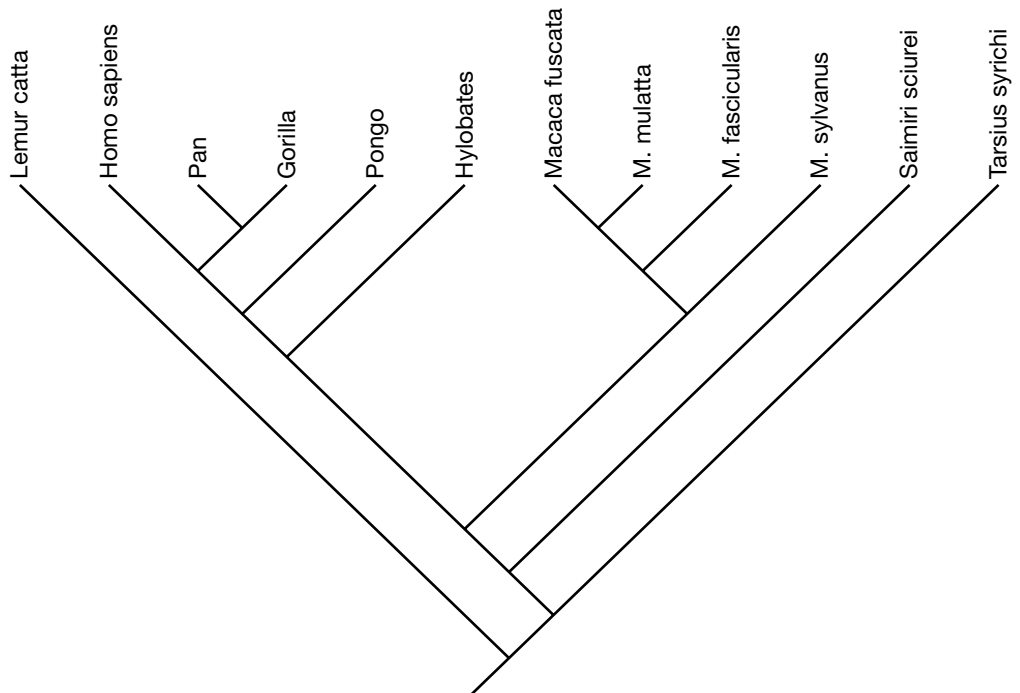 Lemur catta
Homo sapiens
Pan
Gorilla
Pongo
Hylobates
Macaca fuscata
M. mulatta
M. fascicularis
M. sylvanus
Saimiri sciurei
Tarsius syrichi